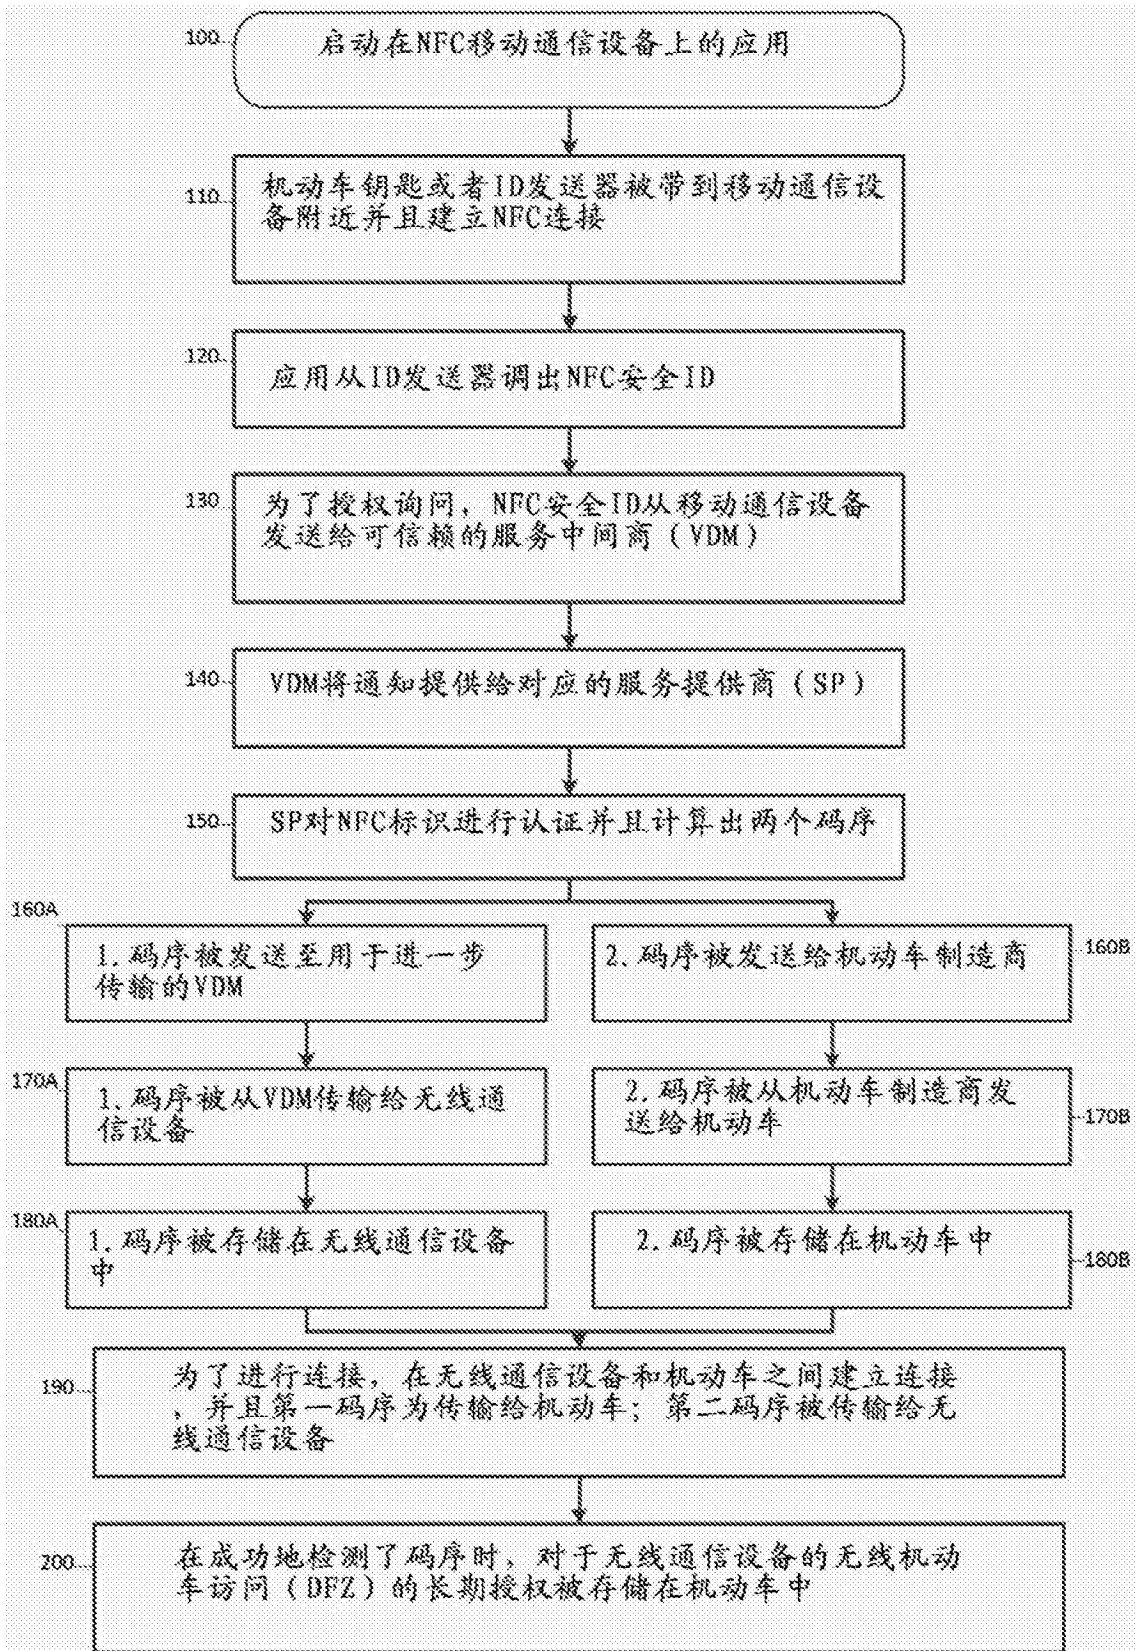 100
启动在NFC移动通信设备上的应用
110
机动车钥匙或者ID发送器被带到移动通信设
备附近并且建立NFC连接
120
应用从ID发送器调出NFC安全ID
130
为了授权询问，NFC安全ID从移动通信设备
发送给可信赖的服务中间商（VDM）
140
VDM将通知提供给对应的服务提供商（SP）
150
SP对NFC标识进行认证并且计算出两个码序
160A
1.码序被发送至用于进一步
传输的VDM
2.码序被发送给机动车制造商
160B
170A
1.码序被从VDM传输给无线通
信设备
2.码序被从机动车制造商发
送给机动车
170B
180A
1.码序被存储在无线通信设备
中
2.码序被存储在机动车中
180B
190
为了进行连接，在无线通信设备和机动车之间建立连接
，并且第一码序为传输给机动车；第二码序被传输给无
线通信设备
200
在成功地检测了码序时，对于无线通信设备的无线机动
车访问（DFZ）的长期授权被存储在机动车中